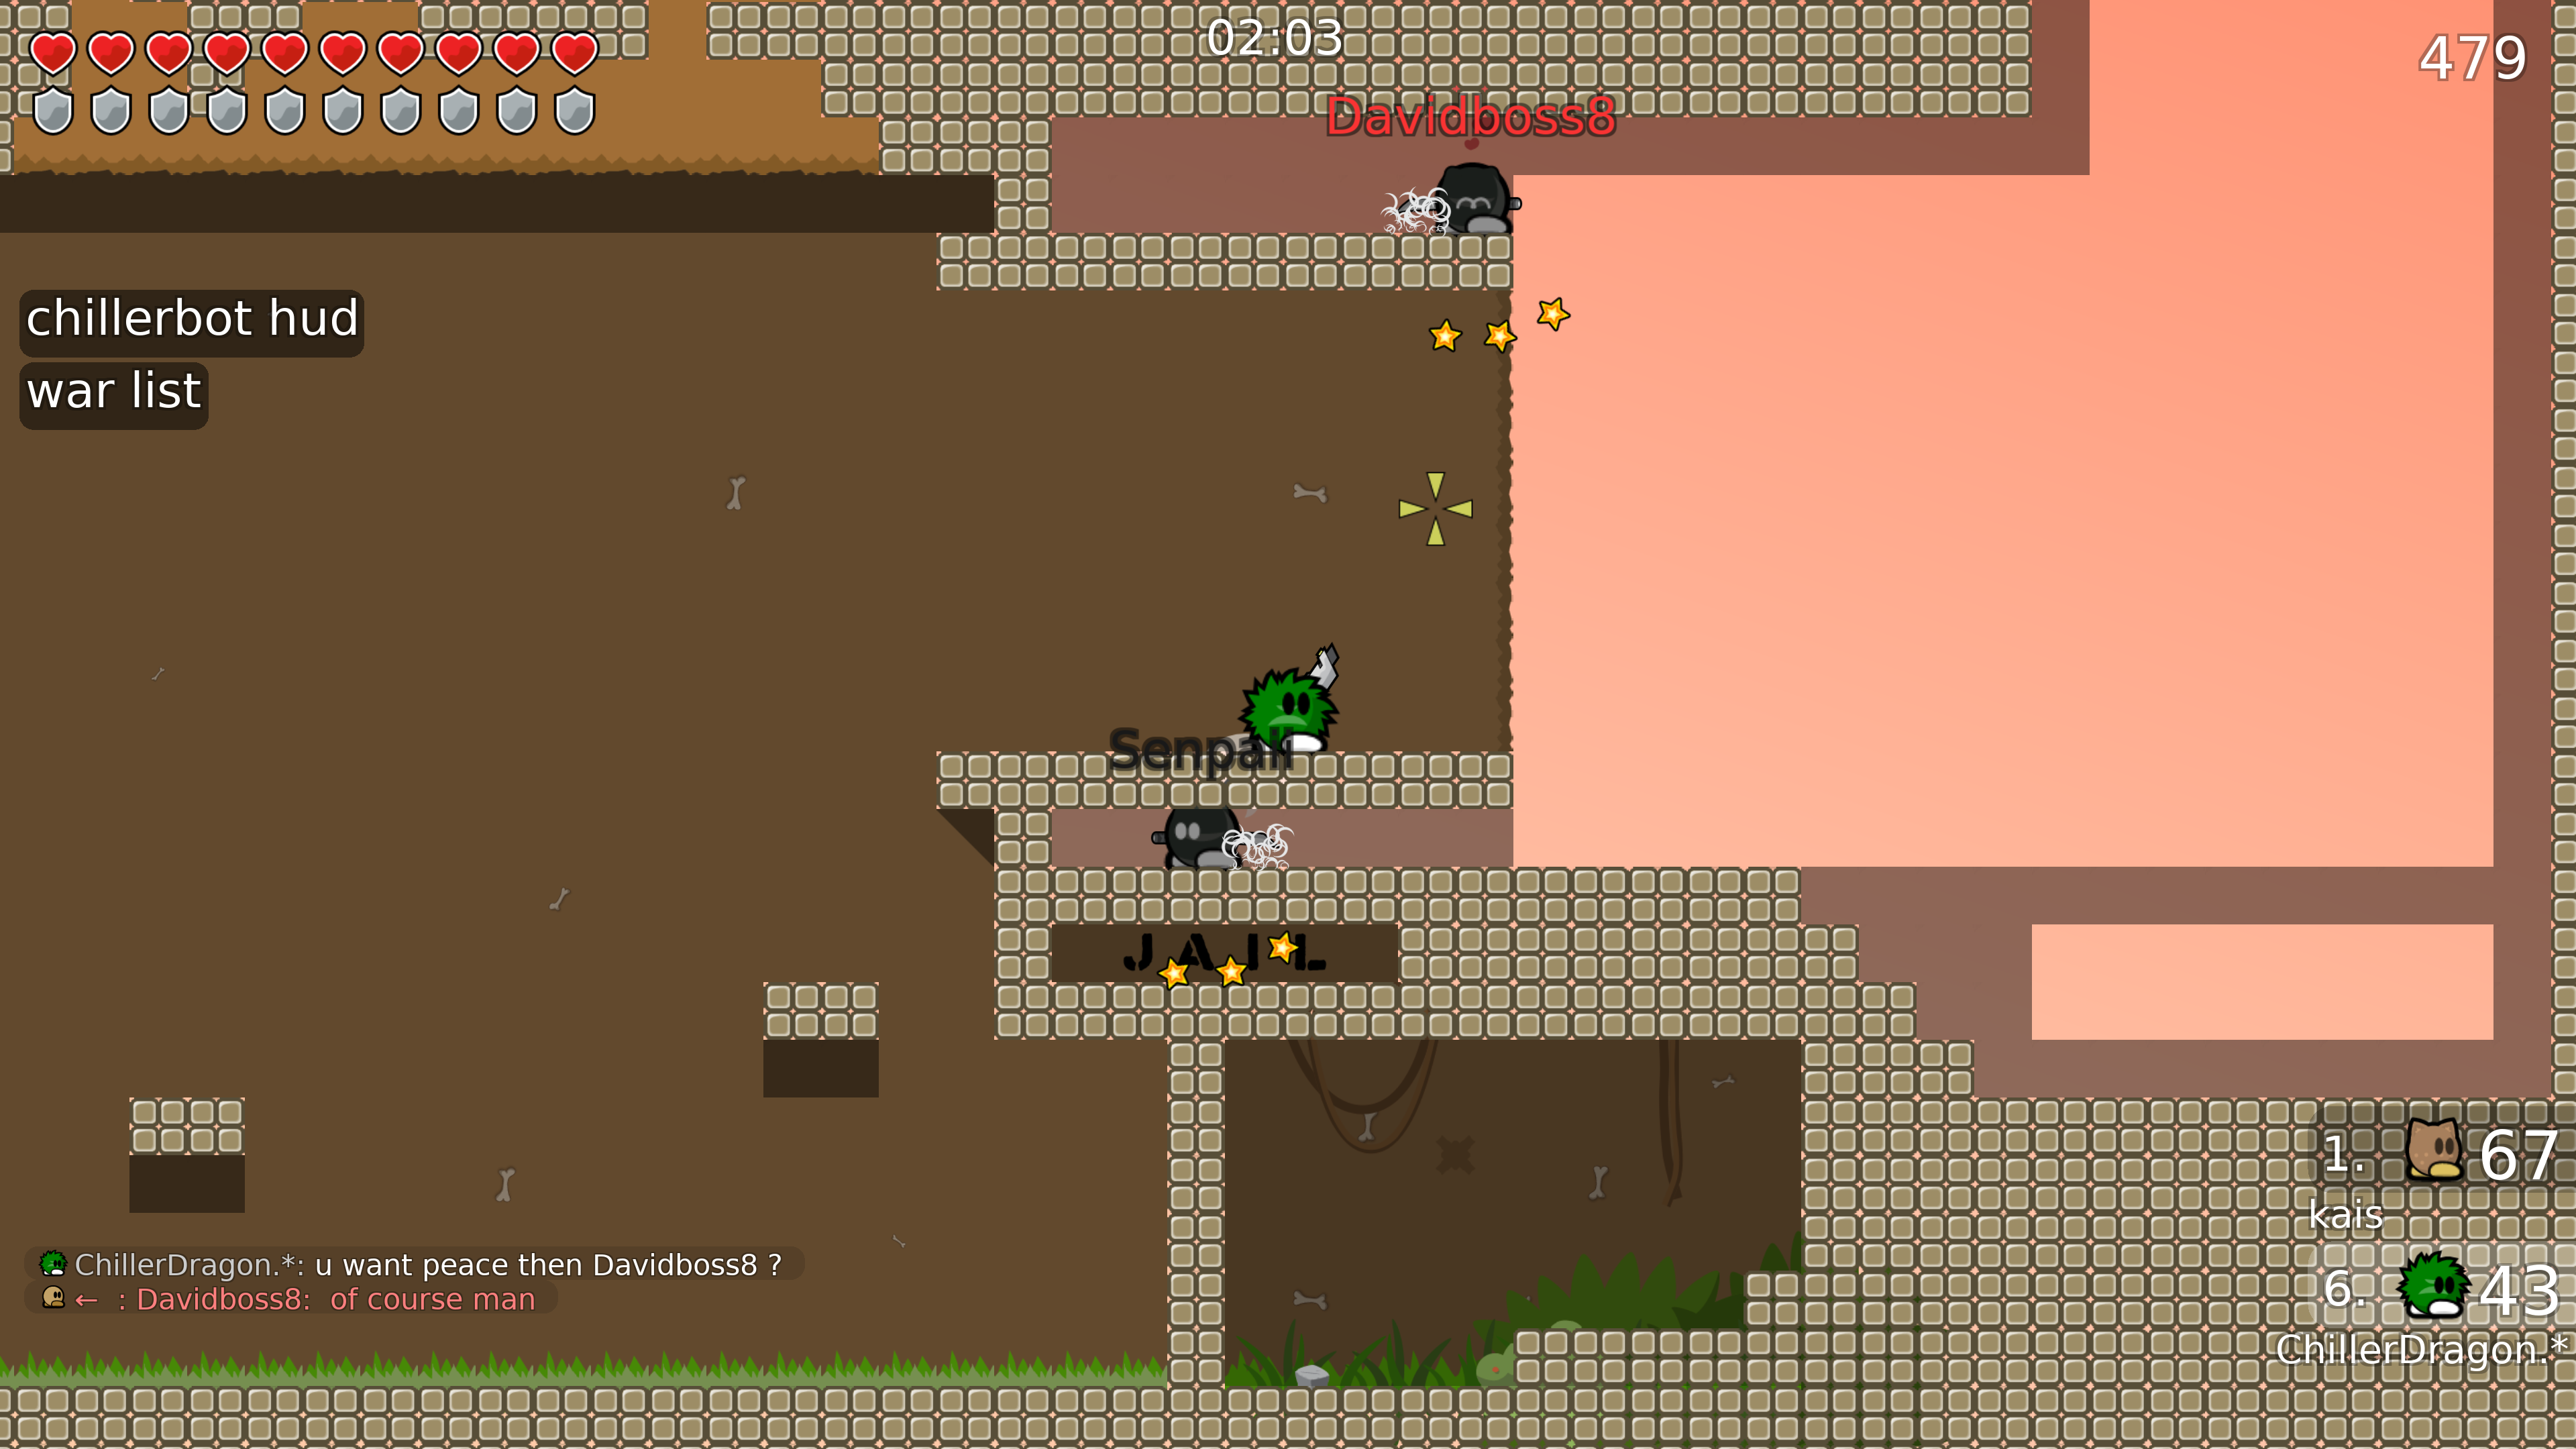 02:03
479
Davidboss8
chillerbot hud
war list
Senpaii
JAIL
1. 67
kais
6. 43
ChillerDragon.*
ChillerDragon.*: u want peace then Davidboss8 ?
← : Davidboss8: of course man